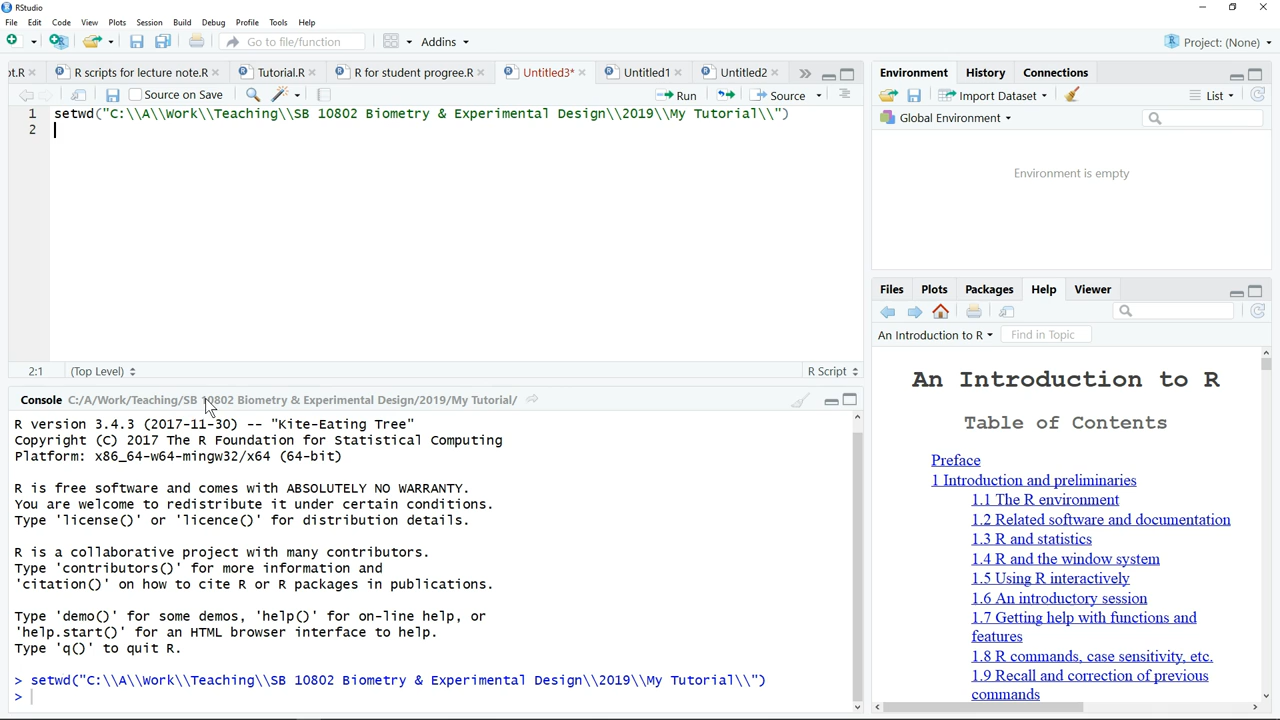 RStudio
File Edit Code View Plots Session Build Debug Profile Tools Help
Go to file/function Addins Project: (None)
ot.R R scripts for lecture note.R Tutorial.R R for student progree.R Untitled3* Untitled1 Untitled2
Source on Save Run Source
1 setwd("C:\\A\\Work\\Teaching\\SB 10802 Biometry & Experimental Design\\2019\\My Tutorial\\")
2
2:1 (Top Level) R Script
Console C:/A/Work/Teaching/SB 10802 Biometry & Experimental Design/2019/My Tutorial/
R version 3.4.3 (2017-11-30) -- "Kite-Eating Tree"
Copyright (C) 2017 The R Foundation for Statistical Computing
Platform: x86_64-w64-mingw32/x64 (64-bit)
R is free software and comes with ABSOLUTELY NO WARRANTY.
You are welcome to redistribute it under certain conditions.
Type 'license()' or 'licence()' for distribution details.
R is a collaborative project with many contributors.
Type 'contributors()' for more information and
'citation()' on how to cite R or R packages in publications.
Type 'demo()' for some demos, 'help()' for on-line help, or
'help.start()' for an HTML browser interface to help.
Type 'q()' to quit R.
> setwd("C:\\A\\Work\\Teaching\\SB 10802 Biometry & Experimental Design\\2019\\My Tutorial\\")
>
Environment History Connections
Import Dataset List
Global Environment
Environment is empty
Files Plots Packages Help Viewer
An Introduction to R Find in Topic
An Introduction to R
Table of Contents
Preface
1 Introduction and preliminaries
1.1 The R environment
1.2 Related software and documentation
1.3 R and statistics
1.4 R and the window system
1.5 Using R interactively
1.6 An introductory session
1.7 Getting help with functions and
features
1.8 R commands, case sensitivity, etc.
1.9 Recall and correction of previous
commands